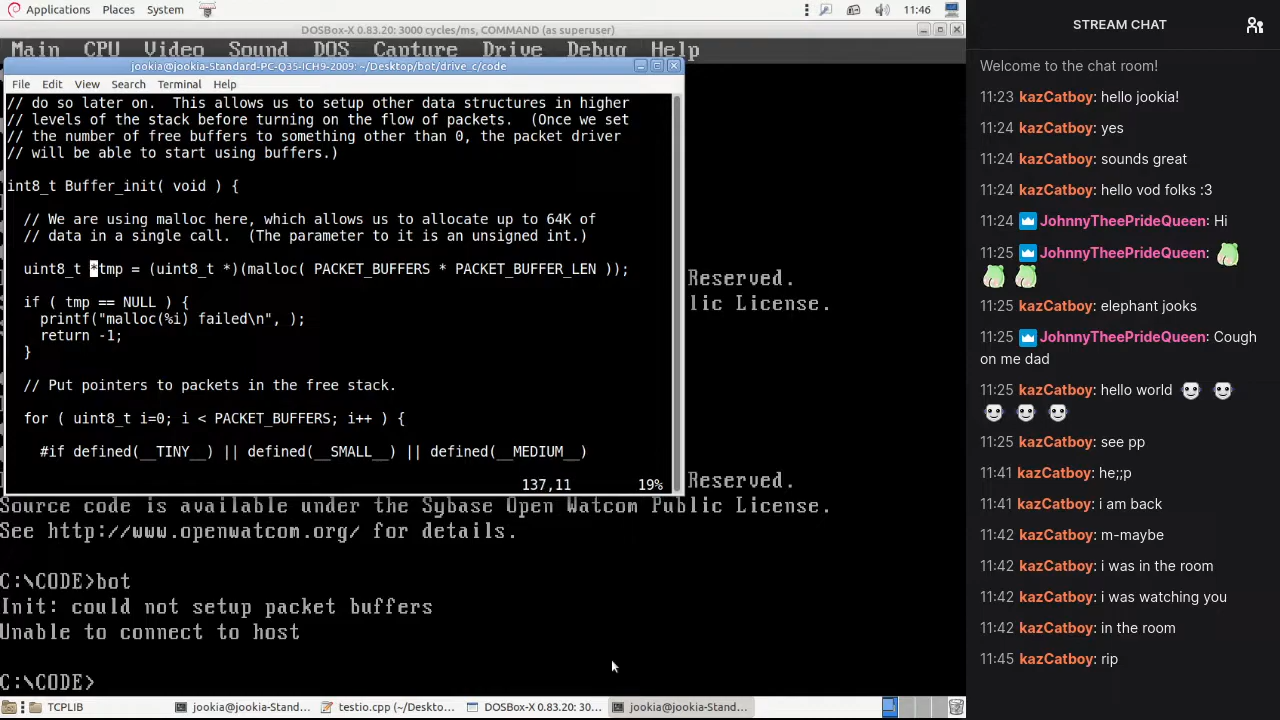 Applications Places System 11:46
DOSBox-X 0.83.20: 3000 cycles/ms, COMMAND (as superuser)
Main CPU Video Sound DOS Capture Drive Debug Help
jookia@jookia-Standard-PC-Q35-ICH9-2009: ~/Desktop/bot/drive_c/code
File Edit View Search Terminal Help
// do so later on.  This allows us to setup other data structures in higher
// levels of the stack before turning on the flow of packets.  (Once we set
// the number of free buffers to something other than 0, the packet driver
// will be able to start using buffers.)
int8_t Buffer_init( void ) {
// We are using malloc here, which allows us to allocate up to 64K of
// data in a single call.  (The parameter to it is an unsigned int.)
uint8_t *tmp = (uint8_t *)(malloc( PACKET_BUFFERS * PACKET_BUFFER_LEN ));
if ( tmp == NULL ) {
printf("malloc(%i) failed\n", );
return -1;
}
// Put pointers to packets in the free stack.
for ( uint8_t i=0; i < PACKET_BUFFERS; i++ ) {
#if defined(__TINY__) || defined(__SMALL__) || defined(__MEDIUM__)
137,11 19%
Reserved.
lic License.
Reserved.
Source code is available under the Sybase Open Watcom Public License.
See http://www.openwatcom.org/ for details.
C:\CODE>bot
Init: could not setup packet buffers
Unable to connect to host
C:\CODE>
TCPLIB
jookia@jookia-Stand...
testio.cpp (~/Deskto...
DOSBox-X 0.83.20: 30...
jookia@jookia-Stand...
STREAM CHAT
Welcome to the chat room!
11:23 kazCatboy: hello jookia!
11:24 kazCatboy: yes
11:24 kazCatboy: sounds great
11:24 kazCatboy: hello vod folks :3
11:24 JohnnyTheePrideQueen: Hi
11:25 JohnnyTheePrideQueen:
11:25 kazCatboy: elephant jooks
11:25 JohnnyTheePrideQueen: Cough
on me dad
11:25 kazCatboy: hello world
11:25 kazCatboy: see pp
11:41 kazCatboy: he;;p
11:41 kazCatboy: i am back
11:42 kazCatboy: m-maybe
11:42 kazCatboy: i was in the room
11:42 kazCatboy: i was watching you
11:42 kazCatboy: in the room
11:45 kazCatboy: rip